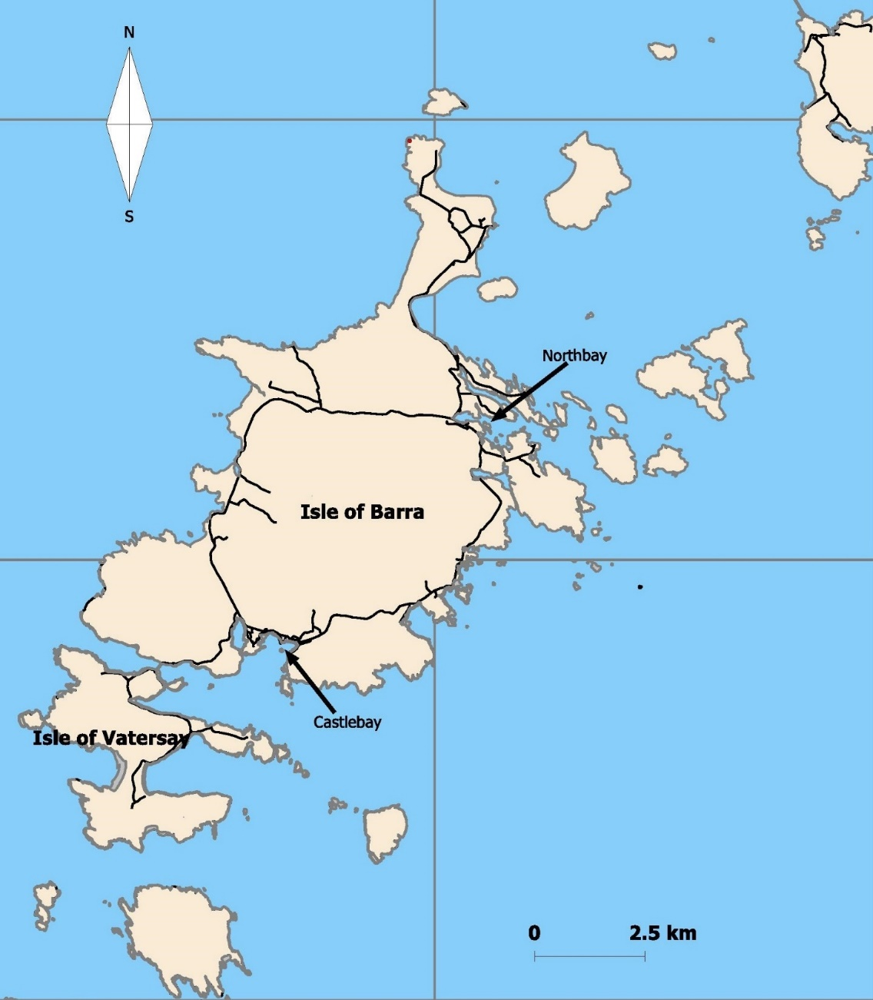 N
S
Northbay
Isle of Barra
Castlebay
Isle of Vatersay
0 2.5 km